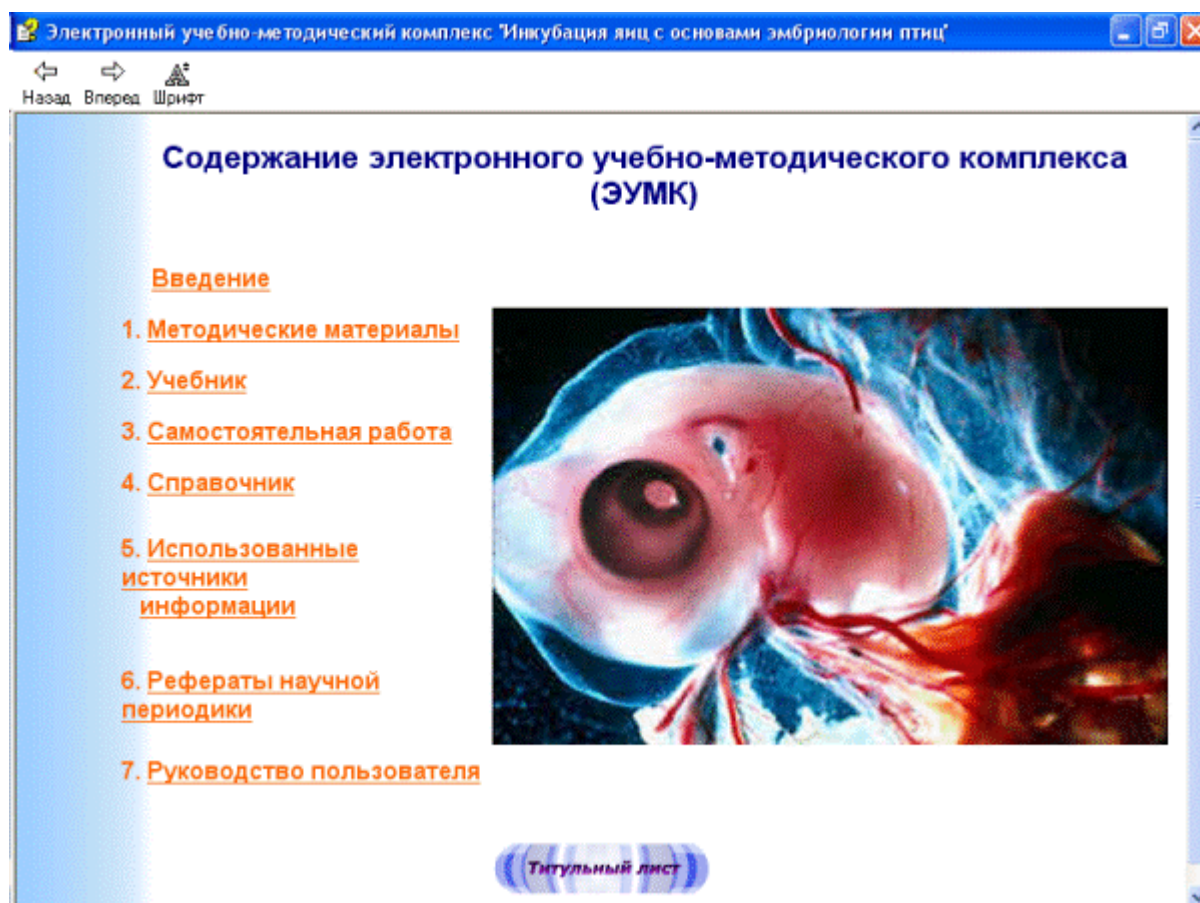 Электронный учебно-методический комплекс "Инкубация яиц с основами эмбриологии птиц"
Назад Вперед Шрифт
Содержание электронного учебно-методического комплекса
(ЭУМК)
Введение
1. Методические материалы
2. Учебник
3. Самостоятельная работа
4. Справочник
5. Использованные
источники
информации
6. Рефераты научной
периодики
7. Руководство пользователя
Титульный лист